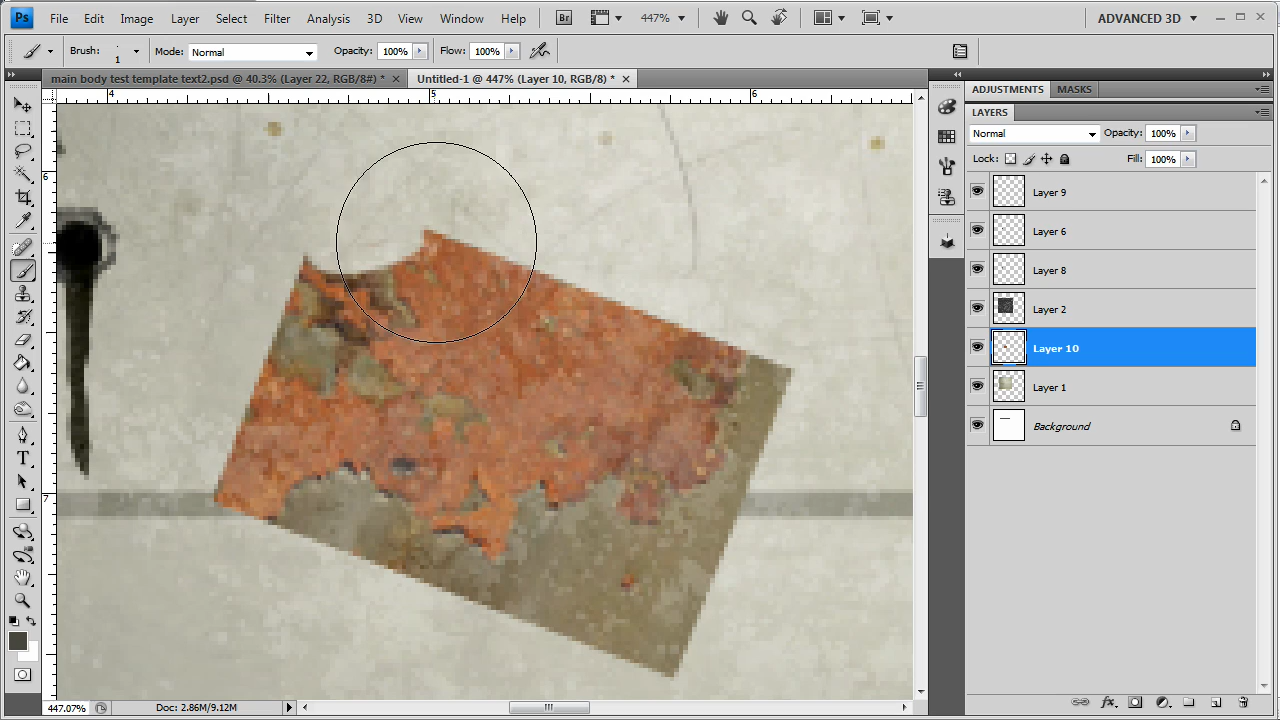 Ps File Edit Image Layer Select Filter Analysis 3D View Window Help Br 447% ADVANCED 3D
Brush: 1 Mode: Normal Opacity: 100% Flow: 100%
main body test template text2.psd @ 40.3% (Layer 22, RGB/8#) * × Untitled-1 @ 447% (Layer 10, RGB/8) * ×
4 5 6
6
7
T
ADJUSTMENTS MASKS
LAYERS
Normal Opacity: 100%
Lock: Fill: 100%
Layer 9
Layer 6
Layer 8
Layer 2
Layer 10
Layer 1
Background
fx
447.07% Doc: 2.86M/9.12M